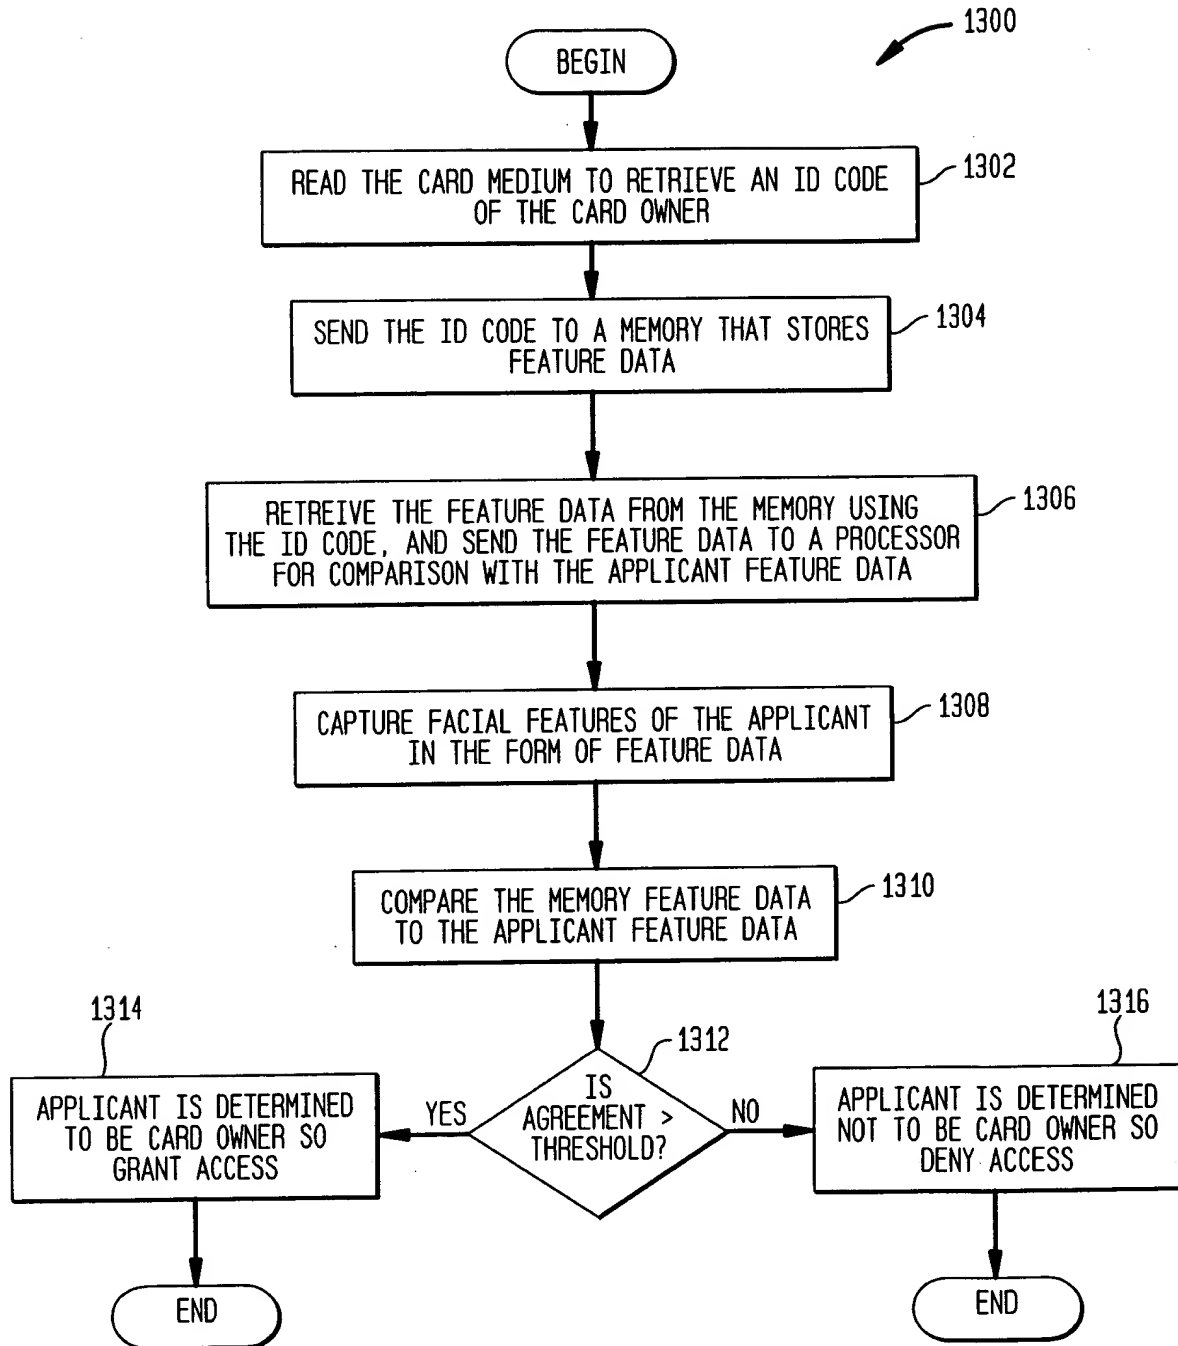 1300
BEGIN
READ THE CARD MEDIUM TO RETRIEVE AN ID CODE
OF THE CARD OWNER
1302
SEND THE ID CODE TO A MEMORY THAT STORES
FEATURE DATA
1304
RETREIVE THE FEATURE DATA FROM THE MEMORY USING
THE ID CODE, AND SEND THE FEATURE DATA TO A PROCESSOR
FOR COMPARISON WITH THE APPLICANT FEATURE DATA
1306
CAPTURE FACIAL FEATURES OF THE APPLICANT
IN THE FORM OF FEATURE DATA
1308
COMPARE THE MEMORY FEATURE DATA
TO THE APPLICANT FEATURE DATA
1310
1312
IS
AGREEMENT >
THRESHOLD?
YES
NO
1314
APPLICANT IS DETERMINED
TO BE CARD OWNER SO
GRANT ACCESS
1316
APPLICANT IS DETERMINED
NOT TO BE CARD OWNER SO
DENY ACCESS
END
END